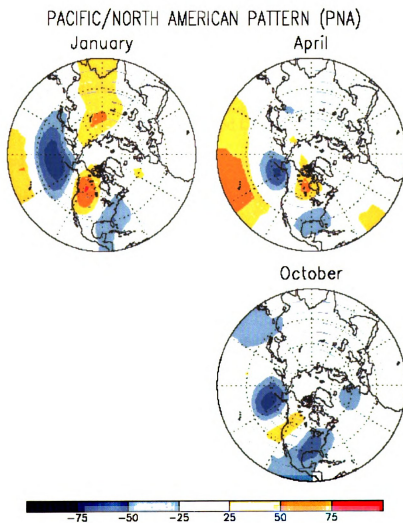 PACIFIC/NORTH AMERICAN PATTERN (PNA)
January
April
October
-75 -50 -25 25 50 75